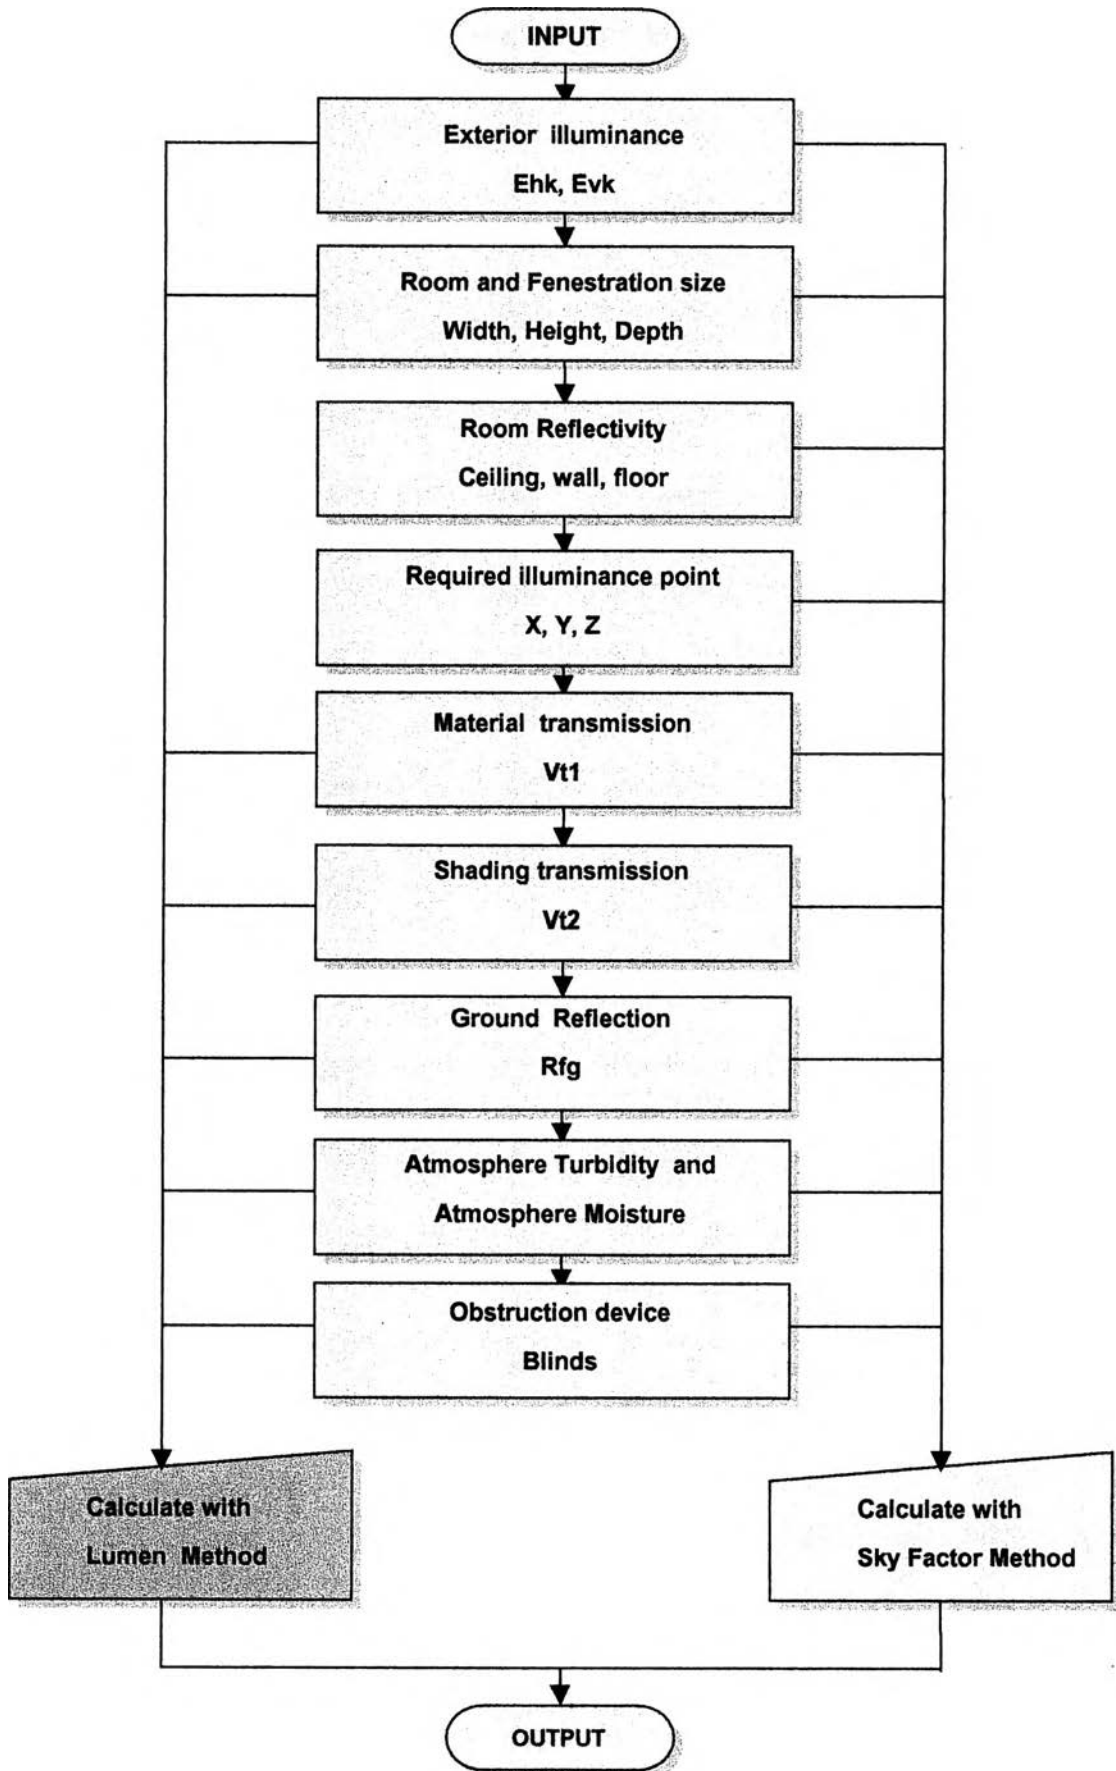 INPUT
Exterior illuminance
Ehk, Evk
Room and Fenestration size
Width, Height, Depth
Room Reflectivity
Ceiling, wall, floor
Required illuminance point
X, Y, Z
Material transmission
Vt1
Shading transmission
Vt2
Ground Reflection
Rfg
Atmosphere Turbidity and
Atmosphere Moisture
Obstruction device
Blinds
Calculate with
Lumen Method
Calculate with
Sky Factor Method
OUTPUT